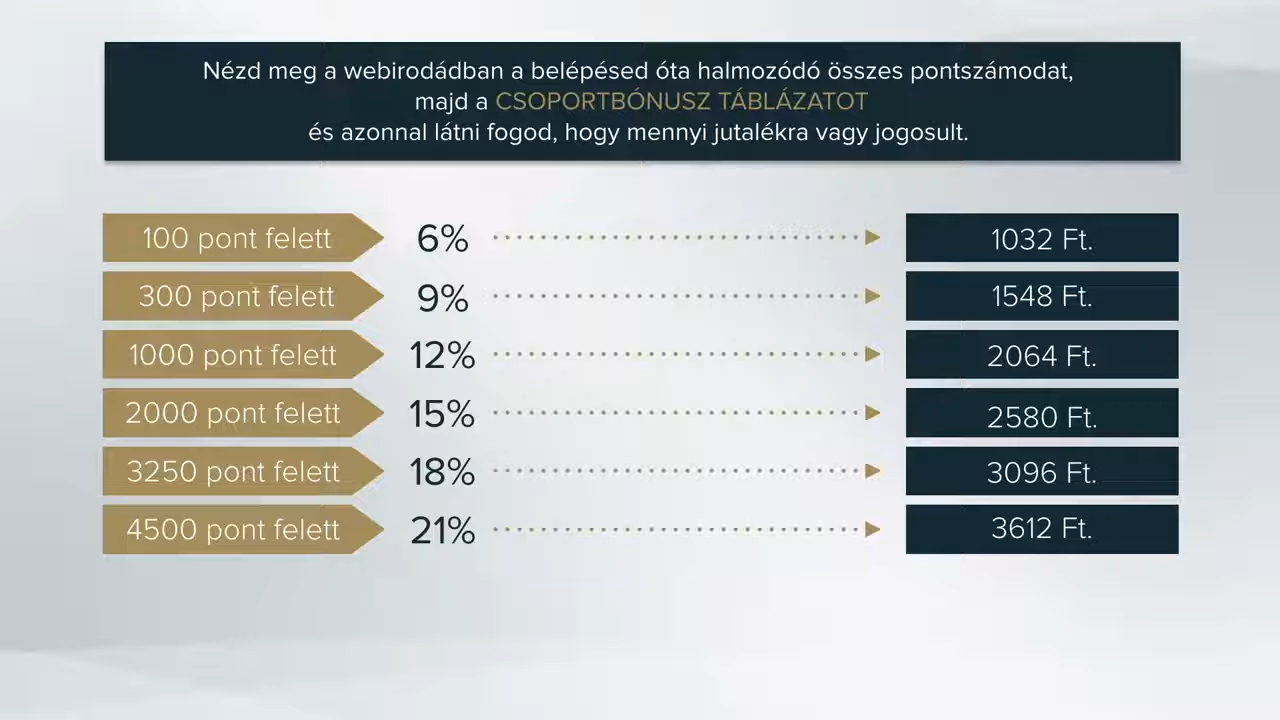 Nézd meg a webirodádban a belépésed óta halmozódó összes pontszámodat,
majd a CSOPORTBÓNUSZ TÁBLÁZATOT
és azonnal látni fogod, hogy mennyi jutalékra vagy jogosult.
100 pont felett 6% 1032 Ft.
300 pont felett 9% 1548 Ft.
1000 pont felett 12% 2064 Ft.
2000 pont felett 15% 2580 Ft.
3250 pont felett 18% 3096 Ft.
4500 pont felett 21% 3612 Ft.